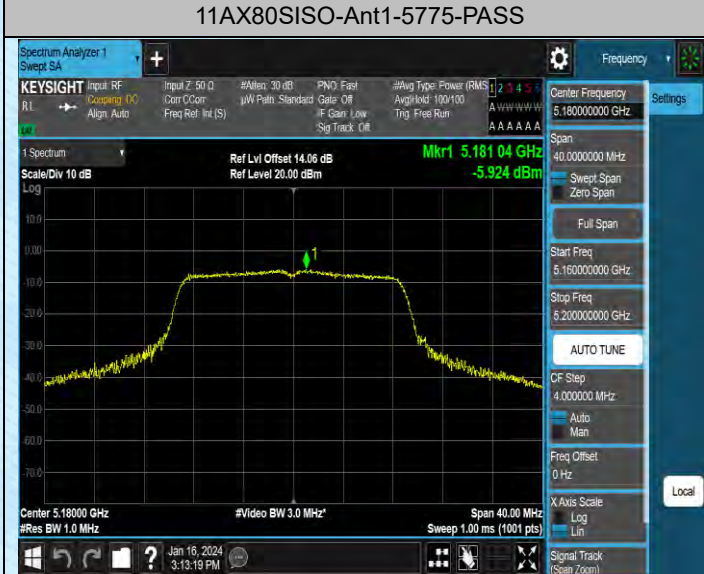 11AX80SISO-Ant1-5775-PASS
Spectrum Analyzer 1
Swept SA
+
Frequency
KEYSIGHT
Input: RF
Input Z: 50 Ω
#Atten: 30 dB
PNO: Fast
#Avg Type: Power (RMS
1 2 3 4 5 6
RL
Coupling: DC
Corr CCorr
µW Path: Standard
Gate: Off
Avg|Hold: 100/100
A W W W W W
Align: Auto
Freq Ref: Int (S)
IF Gain: Low
Trig: Free Run
Sig Track: Off
A A A A A A
1 Spectrum
Scale/Div 10 dB
Ref Lvl Offset 14.06 dB
Ref Level 20.00 dBm
Mkr1 5.181 04 GHz
-5.924 dBm
Log
10.0
0.00
-10.0
-20.0
-30.0
-40.0
-50.0
-60.0
-70.0
1
Center 5.18000 GHz
#Video BW 3.0 MHz*
Span 40.00 MHz
#Res BW 1.0 MHz
Sweep 1.00 ms (1001 pts)
Jan 16, 2024
3:13:19 PM
?
Center Frequency
5.180000000 GHz
Settings
Span
40.0000000 MHz
Swept Span
Zero Span
Full Span
Start Freq
5.160000000 GHz
Stop Freq
5.200000000 GHz
AUTO TUNE
CF Step
4.000000 MHz
Auto
Man
Freq Offset
0 Hz
X Axis Scale
Log
Lin
Local
Signal Track
(Span Zoom)